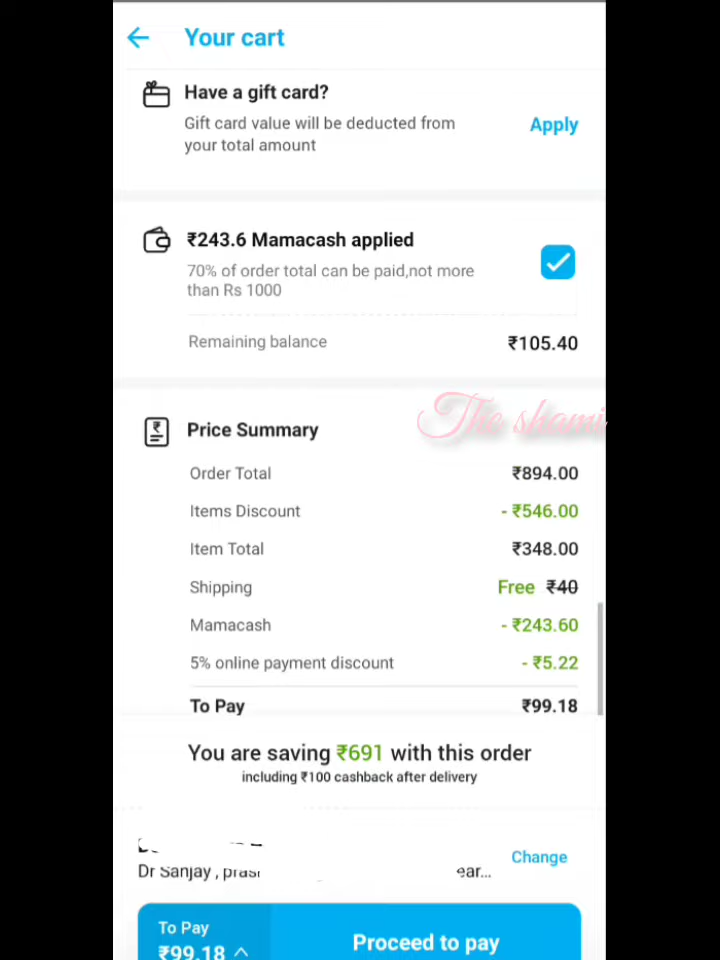 Your cart
Have a gift card?
Gift card value will be deducted from
your total amount
Apply
₹243.6 Mamacash applied
70% of order total can be paid,not more
than Rs 1000
Remaining balance ₹105.40
The shami
Price Summary
Order Total ₹894.00
Items Discount - ₹546.00
Item Total ₹348.00
Shipping Free ₹40
Mamacash - ₹243.60
5% online payment discount - ₹5.22
To Pay ₹99.18
You are saving ₹691 with this order
including ₹100 cashback after delivery
Change
Dr Sanjay ,
To Pay
₹99.18
Proceed to pay